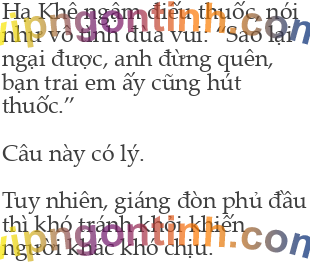 Hạ Khê ngậm điếu thuốc, nói
như vô tình đùa vui: “Sao lại
ngại được, anh đừng quên,
bạn trai em ấy cũng hút
thuốc.”
Câu này có lý.
Tuy nhiên, giáng đòn phủ đầu
thì khó tránh khỏi khiến
người khác khó chịu.